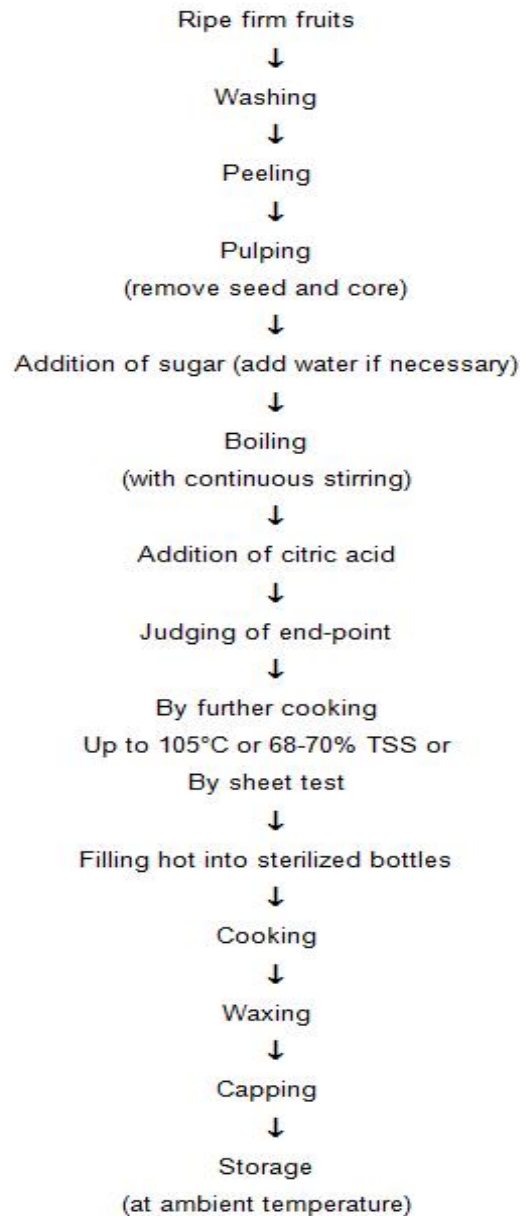 Ripe firm fruits
↓
Washing
↓
Peeling
↓
Pulping
(remove seed and core)
↓
Addition of sugar (add water if necessary)
↓
Boiling
(with continuous stirring)
↓
Addition of citric acid
↓
Judging of end-point
↓
By further cooking
Up to 105°C or 68-70% TSS or
By sheet test
↓
Filling hot into sterilized bottles
↓
Cooking
↓
Waxing
↓
Capping
↓
Storage
(at ambient temperature)